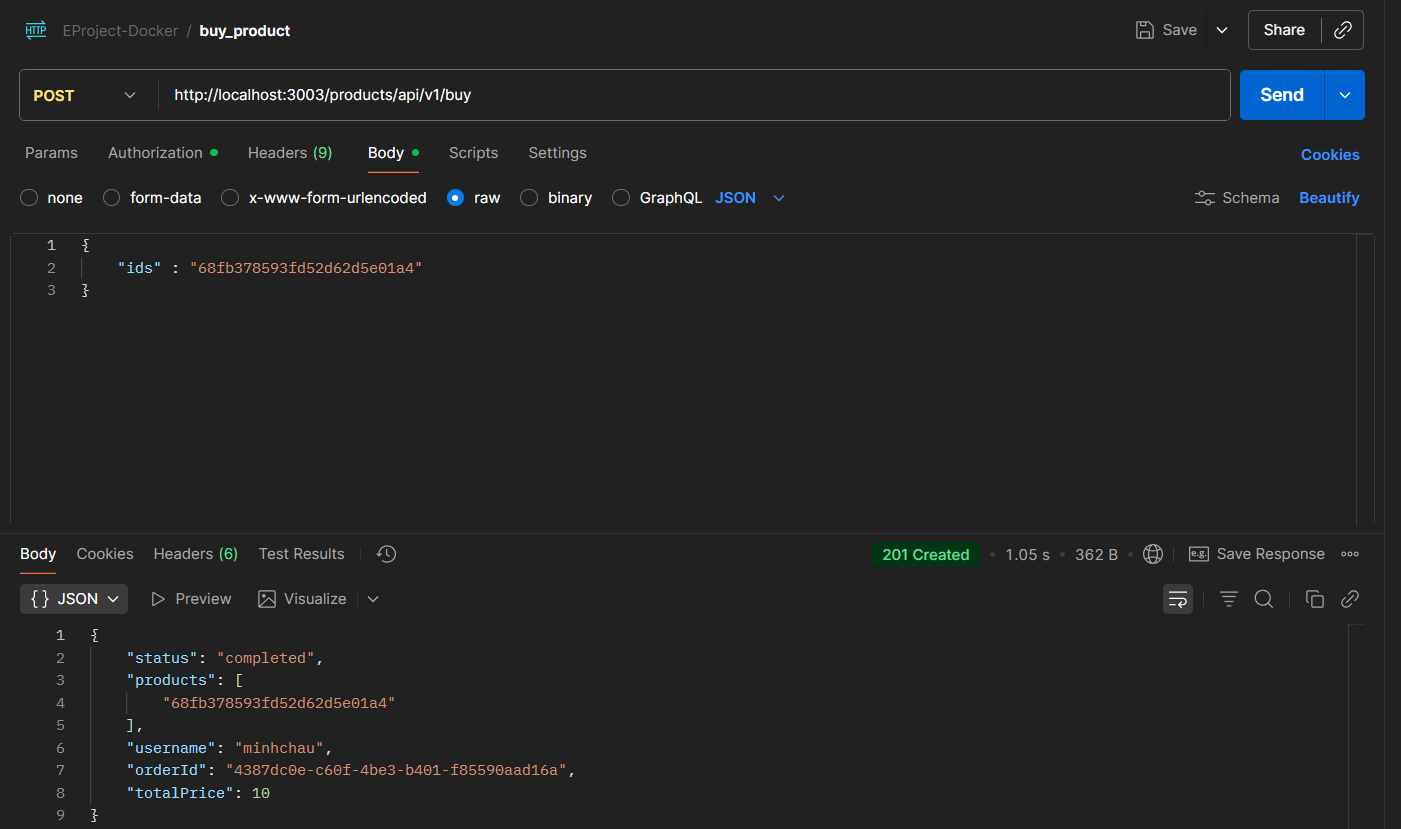 HTTP EProject-Docker / buy_product Save Share
POST http://localhost:3003/products/api/v1/buy Send
Params Authorization Headers (9) Body Scripts Settings Cookies
none form-data x-www-form-urlencoded raw binary GraphQL JSON Schema Beautify
1 {
2 "ids" : "68fb378593fd52d62d5e01a4"
3 }
Body Cookies Headers (6) Test Results 201 Created • 1.05 s • 362 B • e.g. Save Response
{} JSON Preview Visualize
1 {
2 "status": "completed",
3 "products": [
4 "68fb378593fd52d62d5e01a4"
5 ],
6 "username": "minhchau",
7 "orderId": "4387dc0e-c60f-4be3-b401-f85590aad16a",
8 "totalPrice": 10
9 }